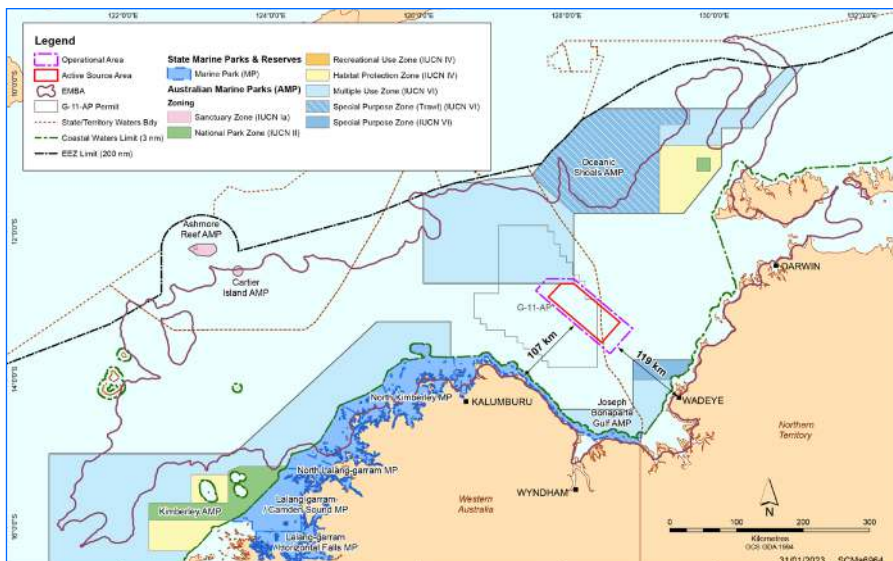 122°0'0"E
124°0'0"E
126°0'0"E
128°0'0"E
130°0'0"E
132°0'0"E
Legend
Operational Area
Active Source Area
EMBA
G-11-AP Permit
State/Territory Waters Bdy
Coastal Waters Limit (3 nm)
EEZ Limit (200 nm)
State Marine Parks & Reserves
Marine Park (MP)
Australian Marine Parks (AMP)
Zoning
Sanctuary Zone (IUCN Ia)
National Park Zone (IUCN II)
Recreational Use Zone (IUCN IV)
Habitat Protection Zone (IUCN IV)
Multiple Use Zone (IUCN VI)
Special Purpose Zone (Trawl) (IUCN VI)
Special Purpose Zone (IUCN VI)
10°0'0"S
12°0'0"S
14°0'0"S
16°0'0"S
Oceanic
Shoals AMP
Ashmore
Reef AMP
Cartier
Island AMP
DARWIN
G-11-AP
107 km
119 km
North Kimberley MP
KALUMBURU
Joseph
Bonaparte
Gulf AMP
WADEYE
Northern
Territory
North Lalang-garram MP
WYNDHAM
Kimberley AMP
Lalang-garram
/ Camden Sound MP
Western
Australia
Lalang-garram
/ Horizontal Falls MP
N
0 100 200 300
Kilometres
GCS GDA 1994
31/01/2023 SCM#6964